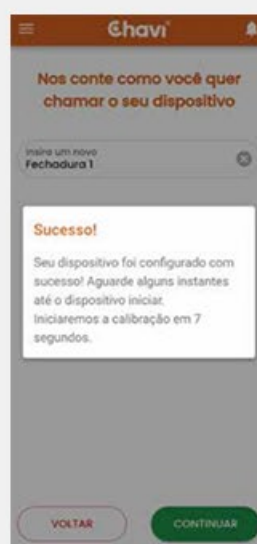 Chavi
Nos conte como você quer
chamar o seu dispositivo
Insira um novo
Fechadura 1
Sucesso!
Seu dispositivo foi configurado com
sucesso! Aguarde alguns instantes
até o dispositivo iniciar.
Iniciaremos a calibração em 7
segundos.
VOLTAR
CONTINUAR